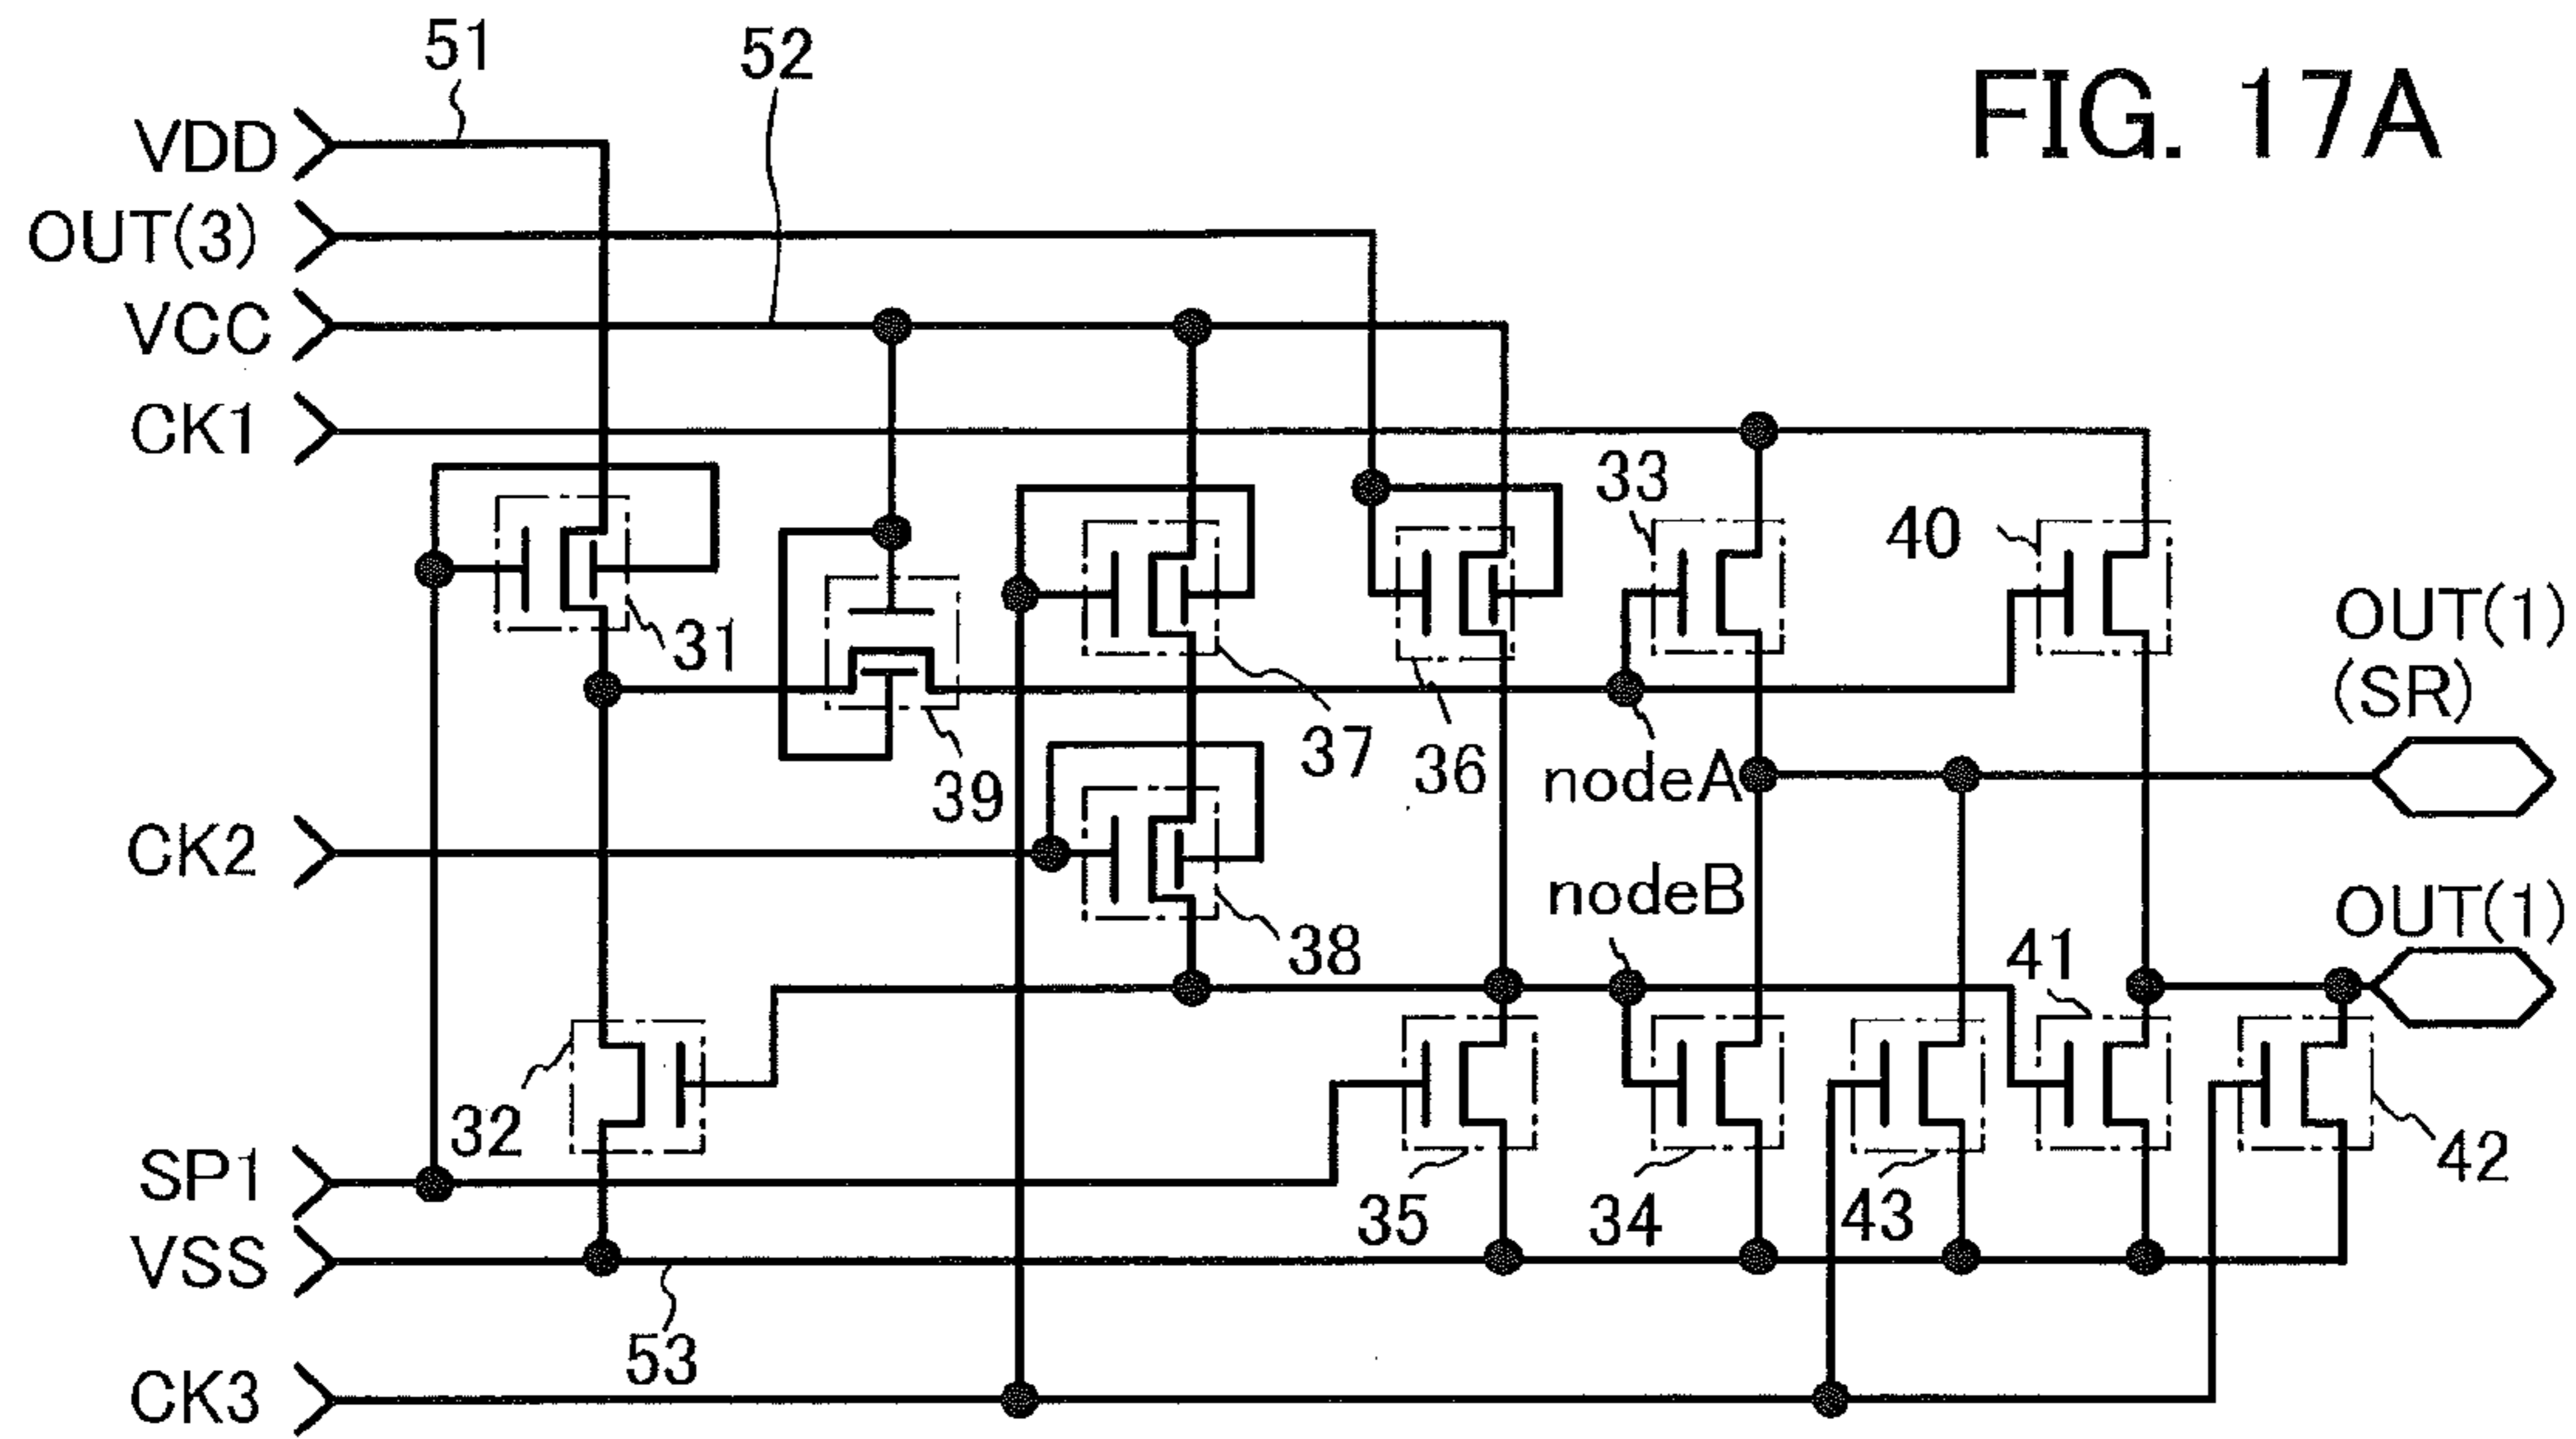 FIG. 17A
51
52
VDD
OUT(3)
VCC
CK1
33
40
31
OUT(1)
(SR)
37
36
39
nodeA
CK2
nodeB
OUT(1)
38
41
32
SP1
42
35
34
43
VSS
53
CK3